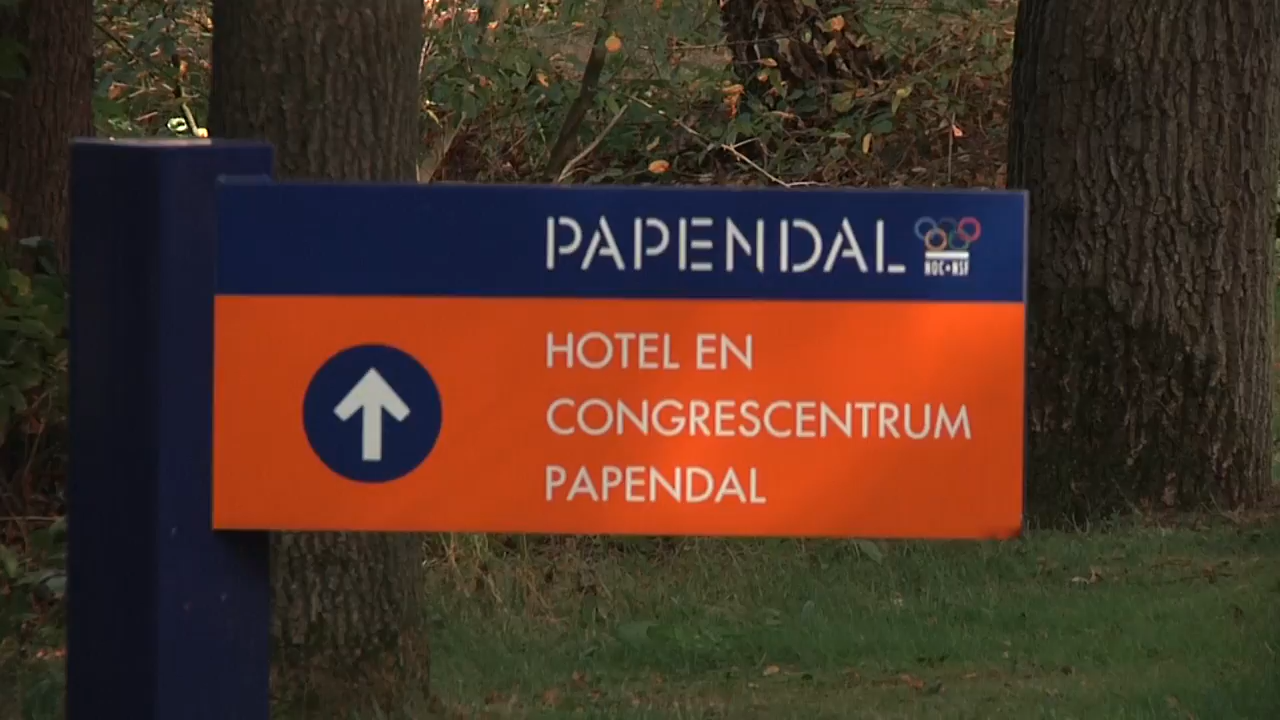 PAPENDAL
NOC*NSF
HOTEL EN
CONGRESCENTRUM
PAPENDAL